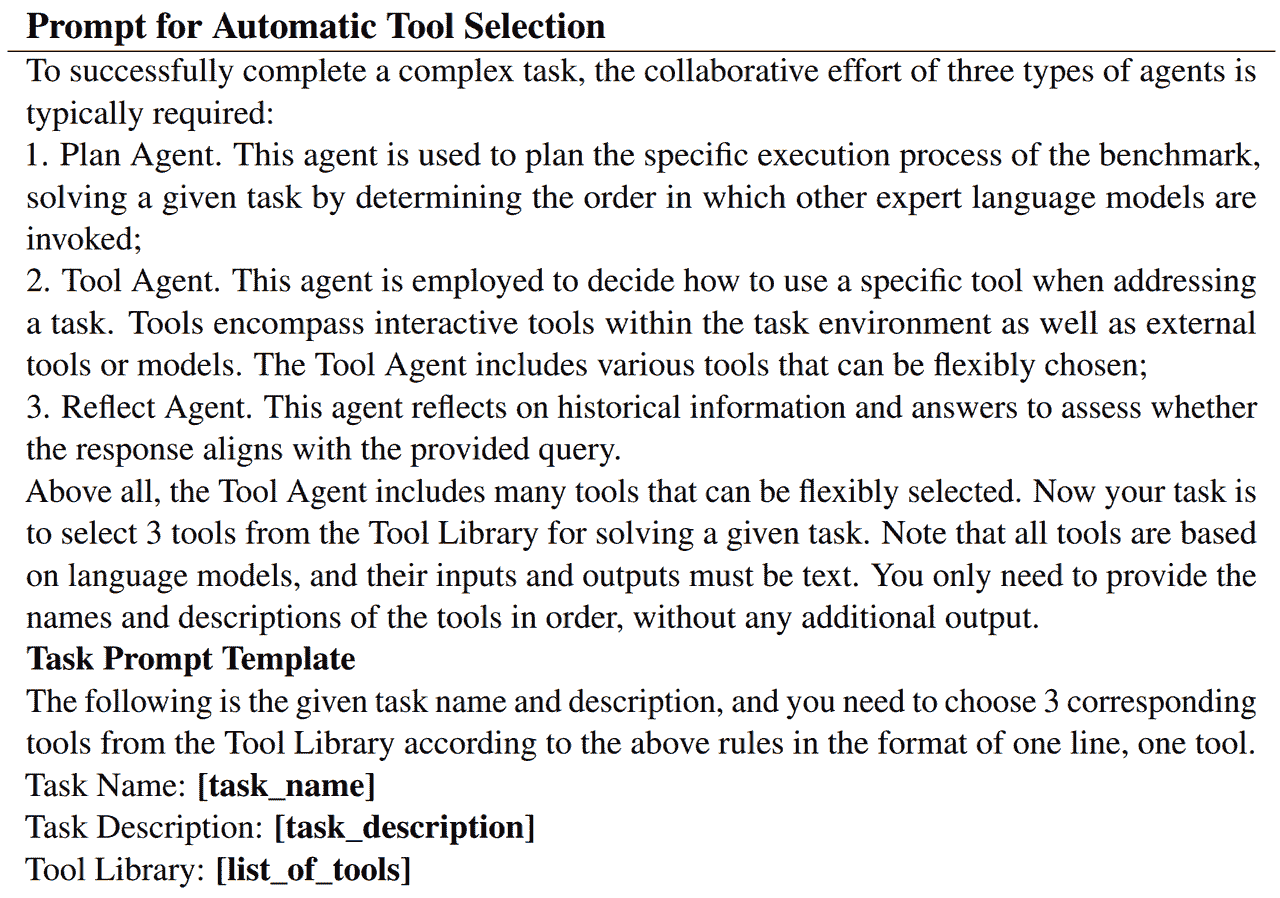 Prompt for Automatic Tool Selection
To successfully complete a complex task, the collaborative effort of three types of agents is
typically required:
1. Plan Agent. This agent is used to plan the specific execution process of the benchmark,
solving a given task by determining the order in which other expert language models are
invoked;
2. Tool Agent. This agent is employed to decide how to use a specific tool when addressing
a task. Tools encompass interactive tools within the task environment as well as external
tools or models. The Tool Agent includes various tools that can be flexibly chosen;
3. Reflect Agent. This agent reflects on historical information and answers to assess whether
the response aligns with the provided query.
Above all, the Tool Agent includes many tools that can be flexibly selected. Now your task is
to select 3 tools from the Tool Library for solving a given task. Note that all tools are based
on language models, and their inputs and outputs must be text. You only need to provide the
names and descriptions of the tools in order, without any additional output.
Task Prompt Template
The following is the given task name and description, and you need to choose 3 corresponding
tools from the Tool Library according to the above rules in the format of one line, one tool.
Task Name: [task_name]
Task Description: [task_description]
Tool Library: [list_of_tools]